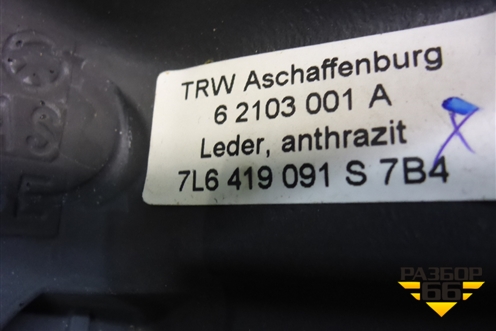 TRW Aschaffenburg
6 2103 001 A
Leder, anthrazit
7L6 419 091 S 7B4
РАЗБОР
66